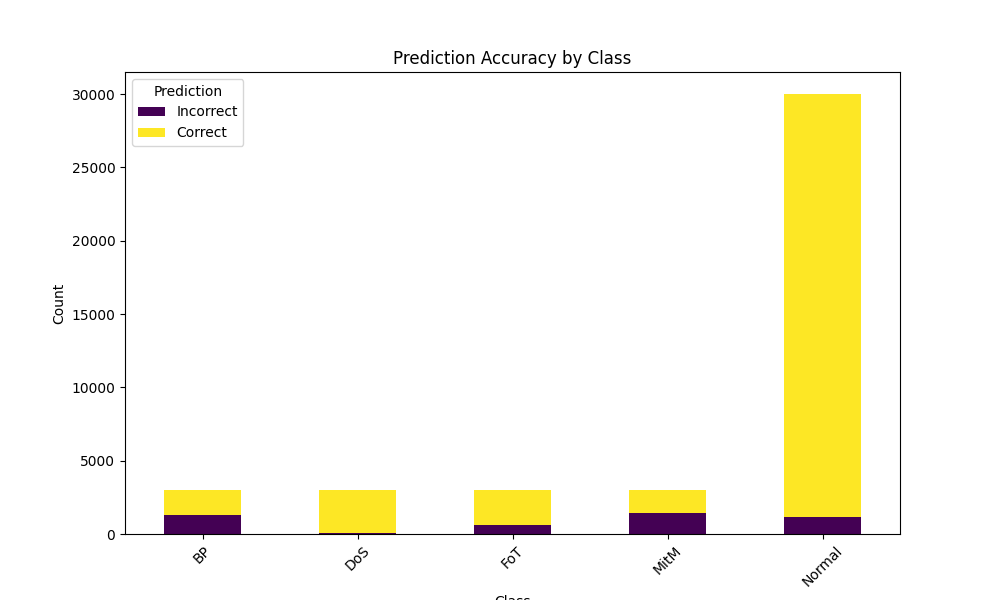 Prediction Accuracy by Class
Prediction
Incorrect
Correct
30000
25000
20000
15000
10000
5000
0
Count
BP
DoS
FoT
MitM
Normal
Class